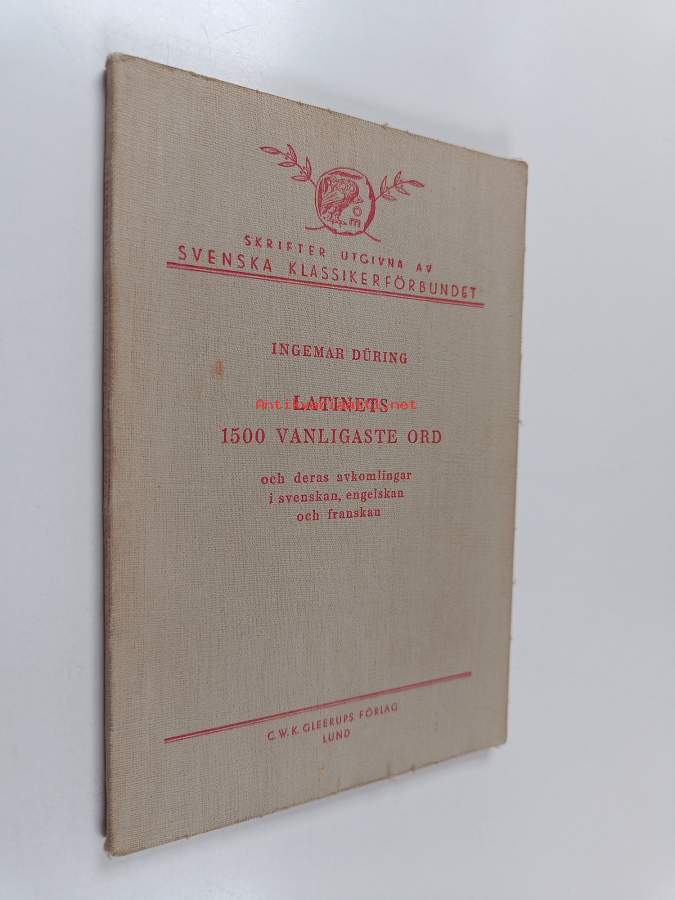 SKRIFTER UTGIVNA AV
SVENSKA KLASSIKERFÖRBUNDET
INGEMAR DÜRING
LATINETS
1500 VANLIGASTE ORD
och deras avkomlingar
i svenskan, engelskan
och franskan
C.W.K. GLEERUPS FÖRLAG
LUND